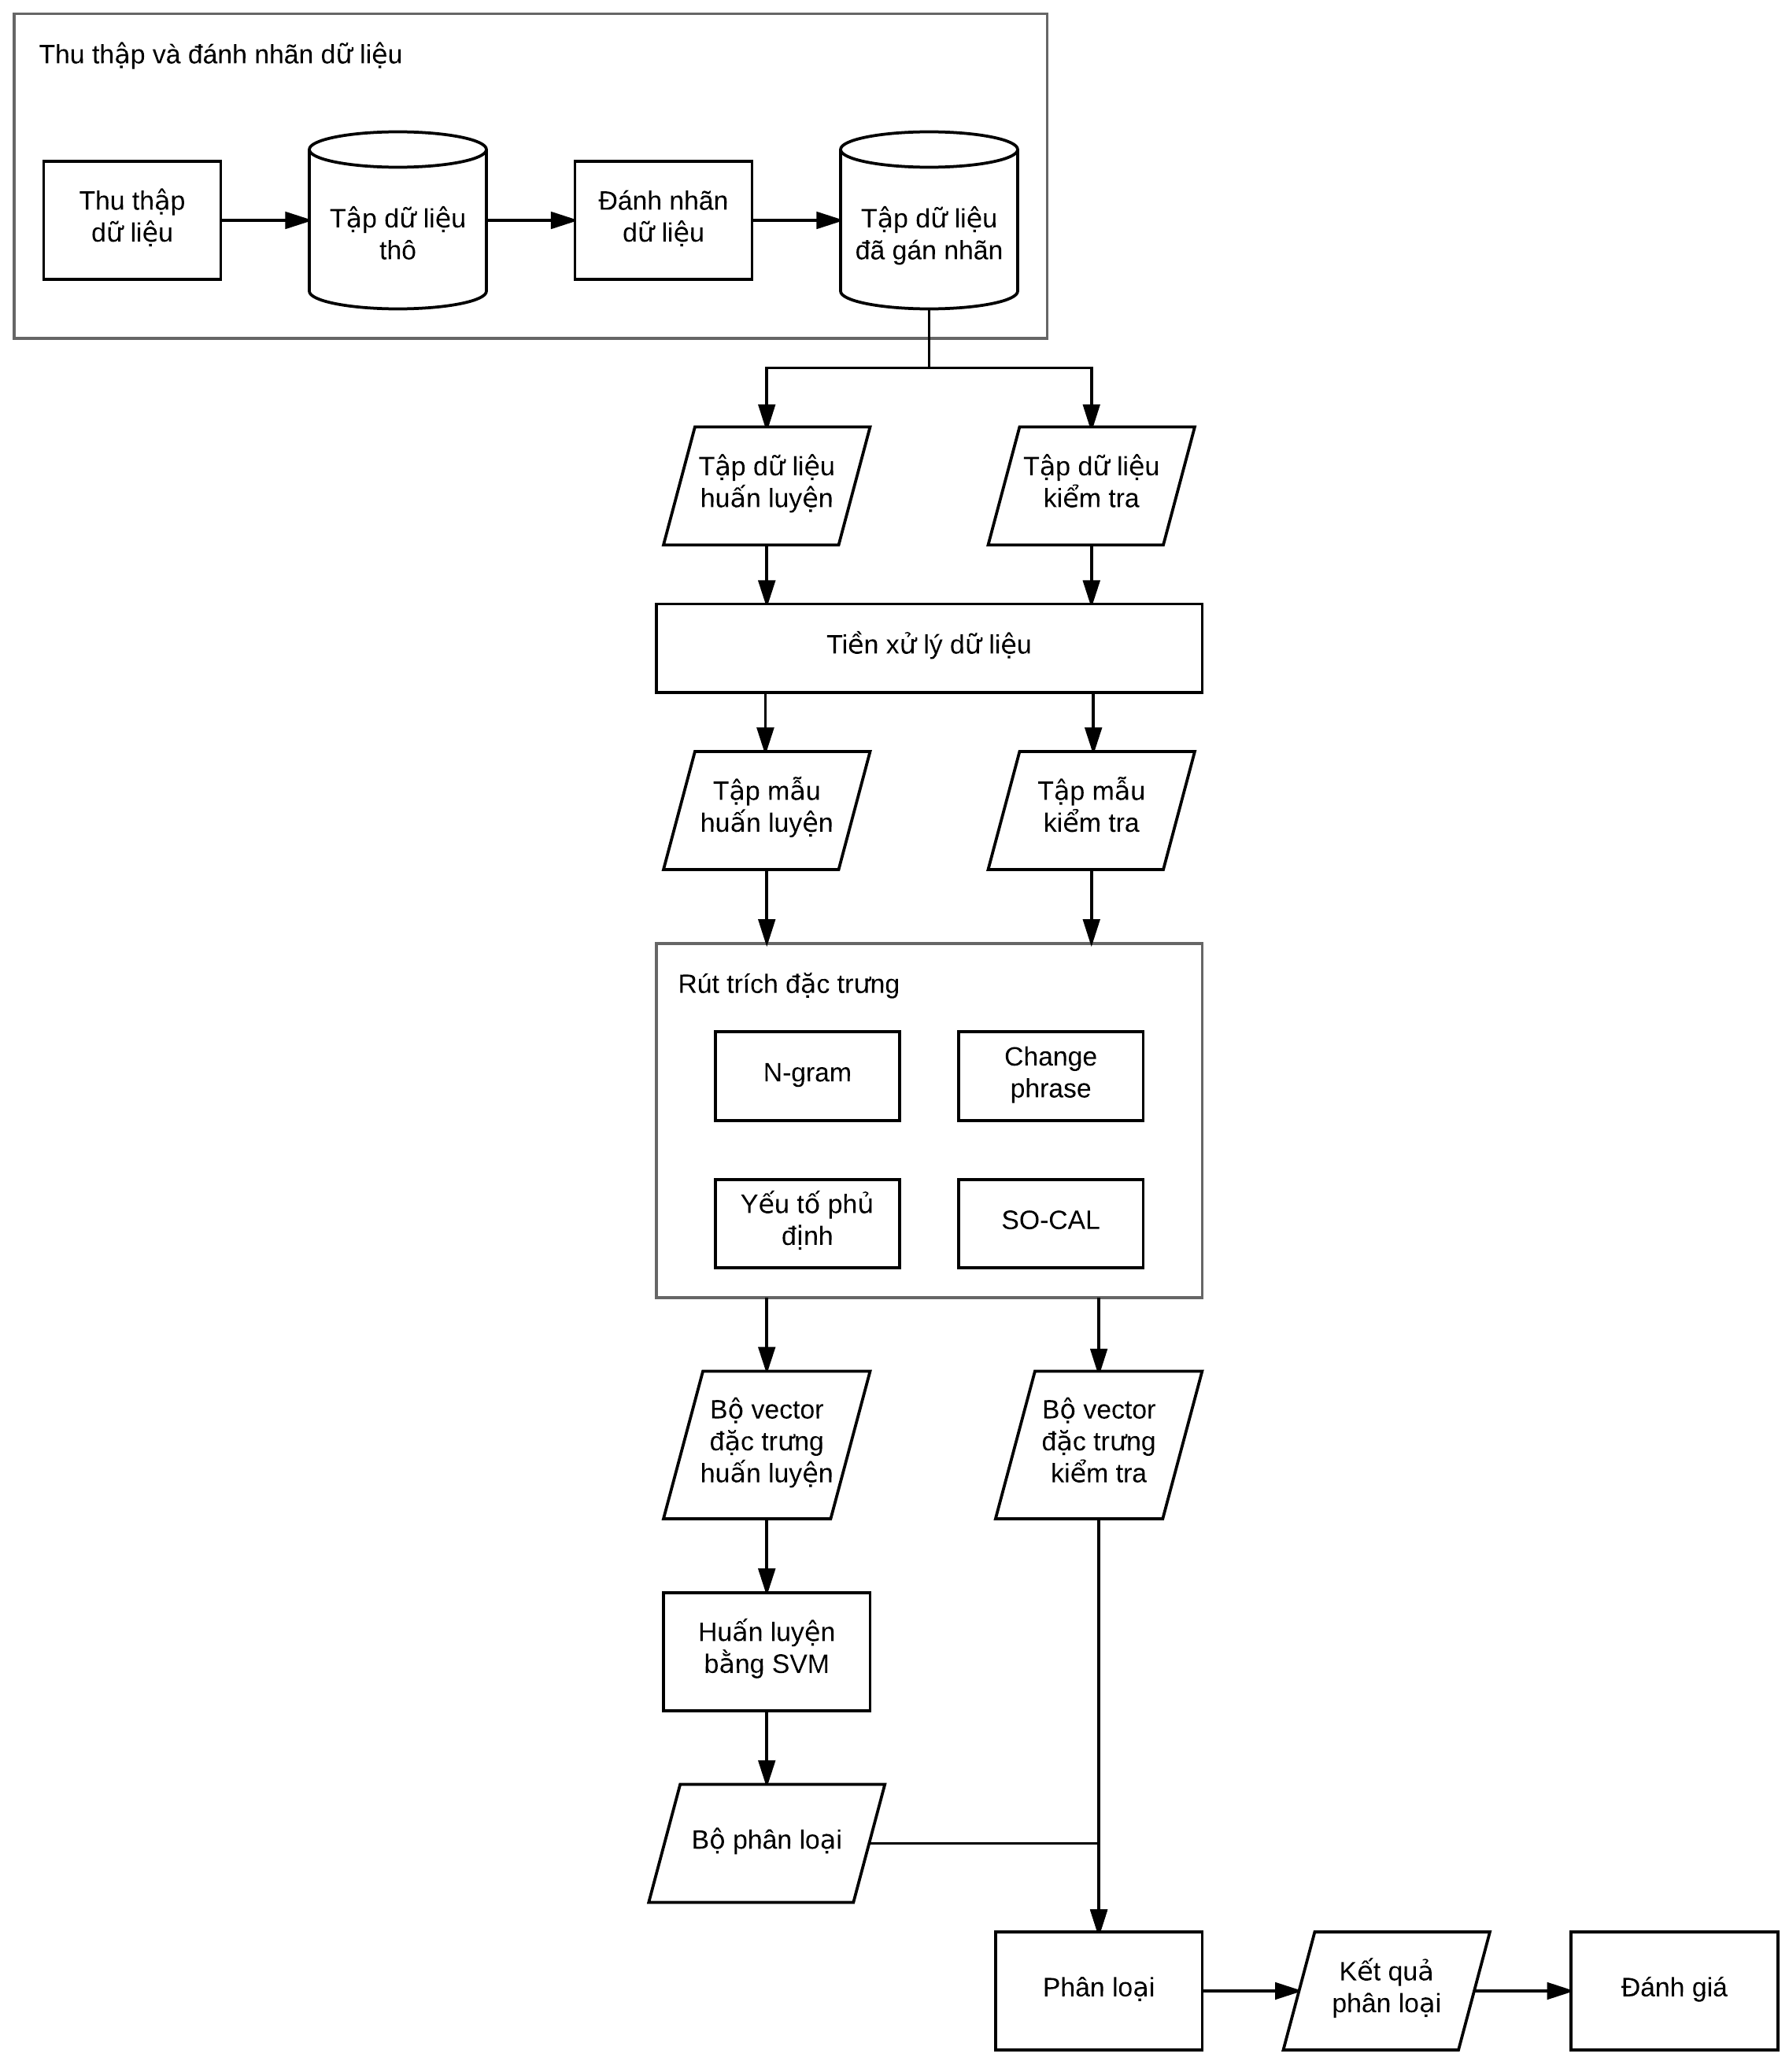 Thu thập và đánh nhãn dữ liệu
Thu thập
dữ liệu
Tập dữ liệu
thô
Đánh nhãn
dữ liệu
Tập dữ liệu
đã gán nhãn
Tập dữ liệu
huấn luyện
Tập dữ liệu
kiểm tra
Tiền xử lý dữ liệu
Tập mẫu
huấn luyện
Tập mẫu
kiểm tra
Rút trích đặc trưng
N-gram
Change
phrase
Yếu tố phủ
định
SO-CAL
Bộ vector
đặc trưng
huấn luyện
Bộ vector
đặc trưng
kiểm tra
Huấn luyện
bằng SVM
Bộ phân loại
Phân loại
Kết quả
phân loại
Đánh giá